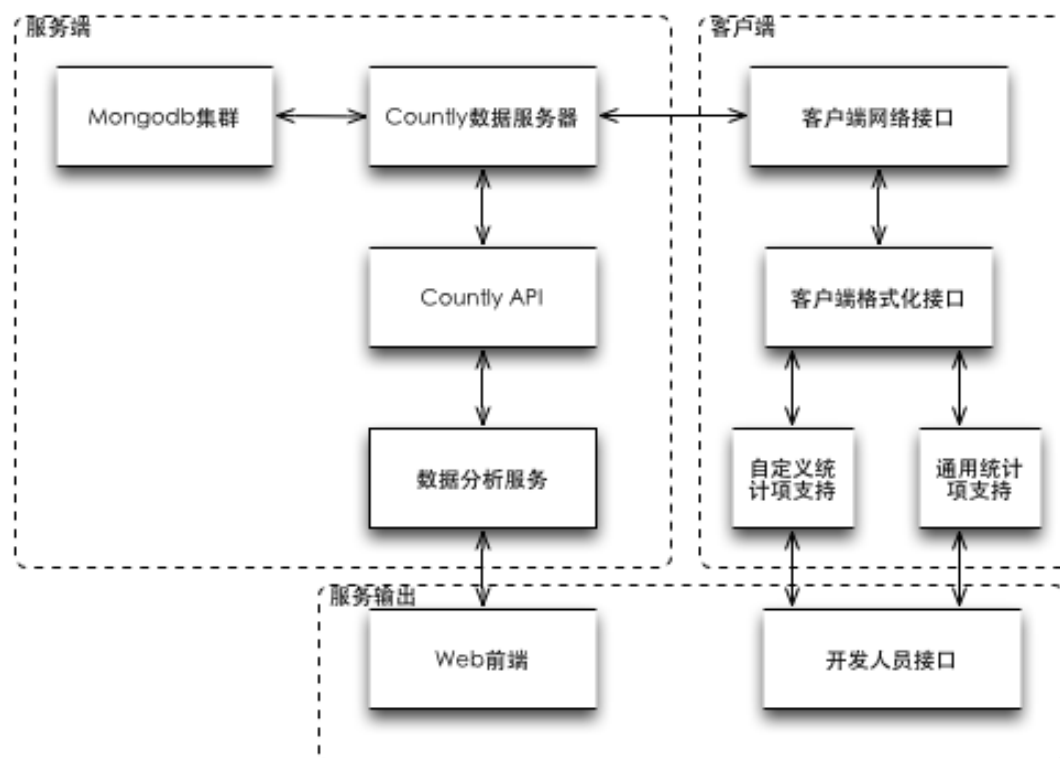 服务端
客户端
Mongodb集群
Countly数据服务器
客户端网络接口
Countly API
客户端格式化接口
数据分析服务
自定义统
计项支持
通用统计
项支持
服务输出
Web前端
开发人员接口